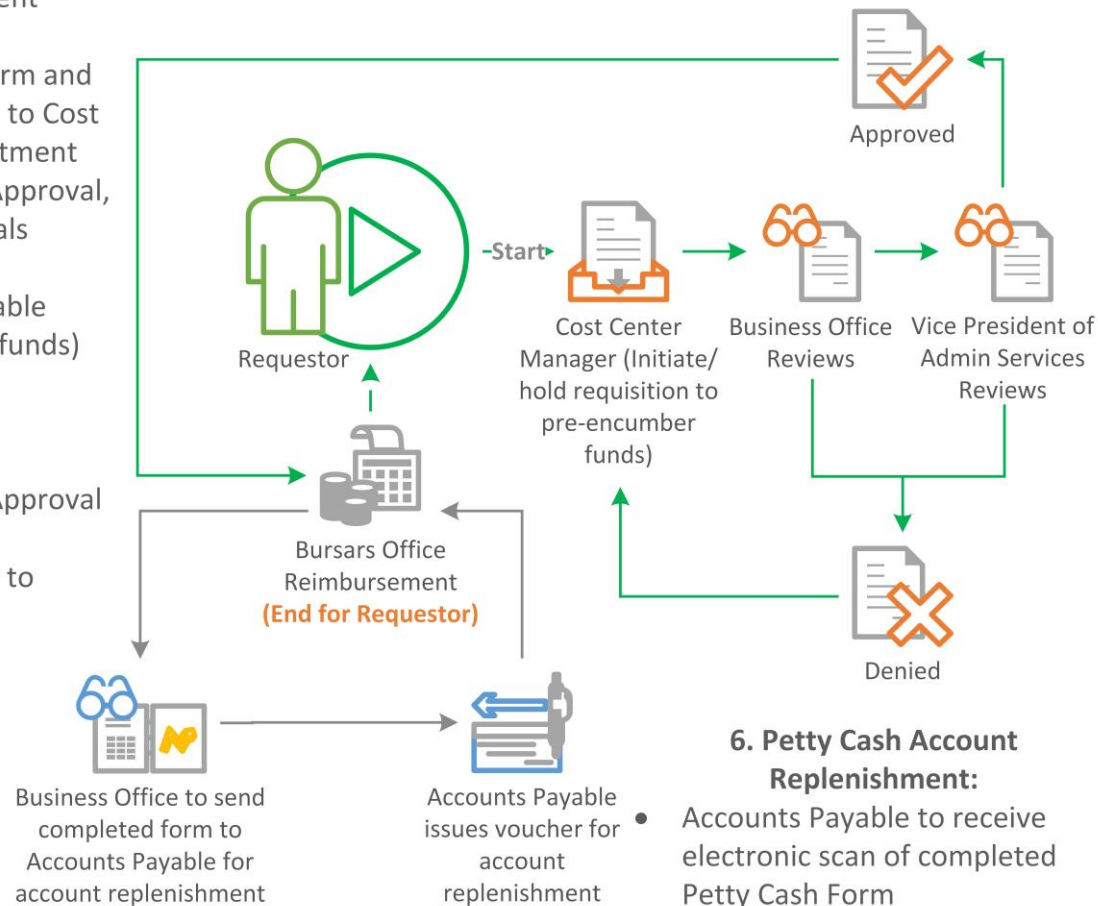 ent
rm and
to Cost
tment
Approval,
als
able
funds)
Approval
to
Approved
Requestor
Start
Cost Center
Manager (Initiate/
hold requisition to
pre-encumber
funds)
Business Office
Reviews
Vice President of
Admin Services
Reviews
Bursars Office
Reimbursement
(End for Requestor)
Denied
Business Office to send
completed form to
Accounts Payable for
account replenishment
Accounts Payable
issues voucher for
account
replenishment
6. Petty Cash Account
Replenishment:
• Accounts Payable to receive
electronic scan of completed
Petty Cash Form